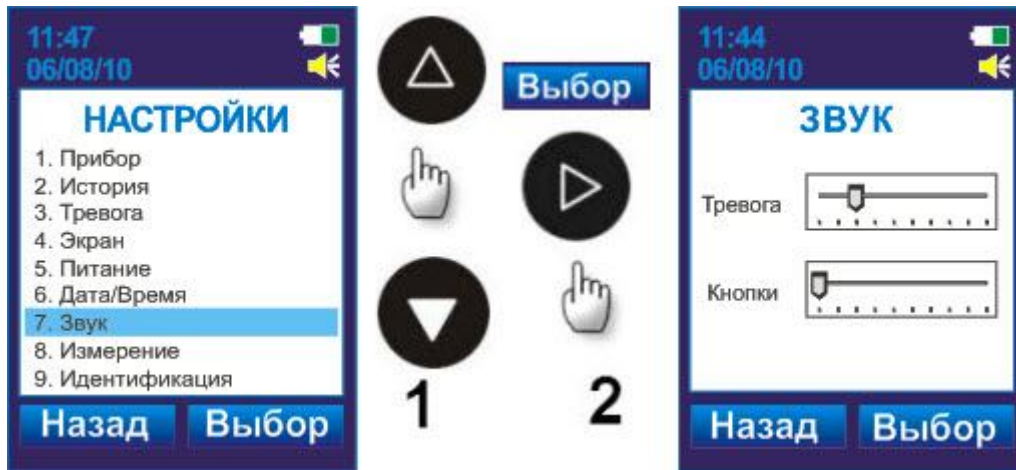 11:47
06/08/10
НАСТРОЙКИ
1. Прибор
2. История
3. Тревога
4. Экран
5. Питание
6. Дата/Время
7. Звук
8. Измерение
9. Идентификация
Назад Выбор
Выбор
1 2
11:44
06/08/10
ЗВУК
Тревога
Кнопки
Назад Выбор